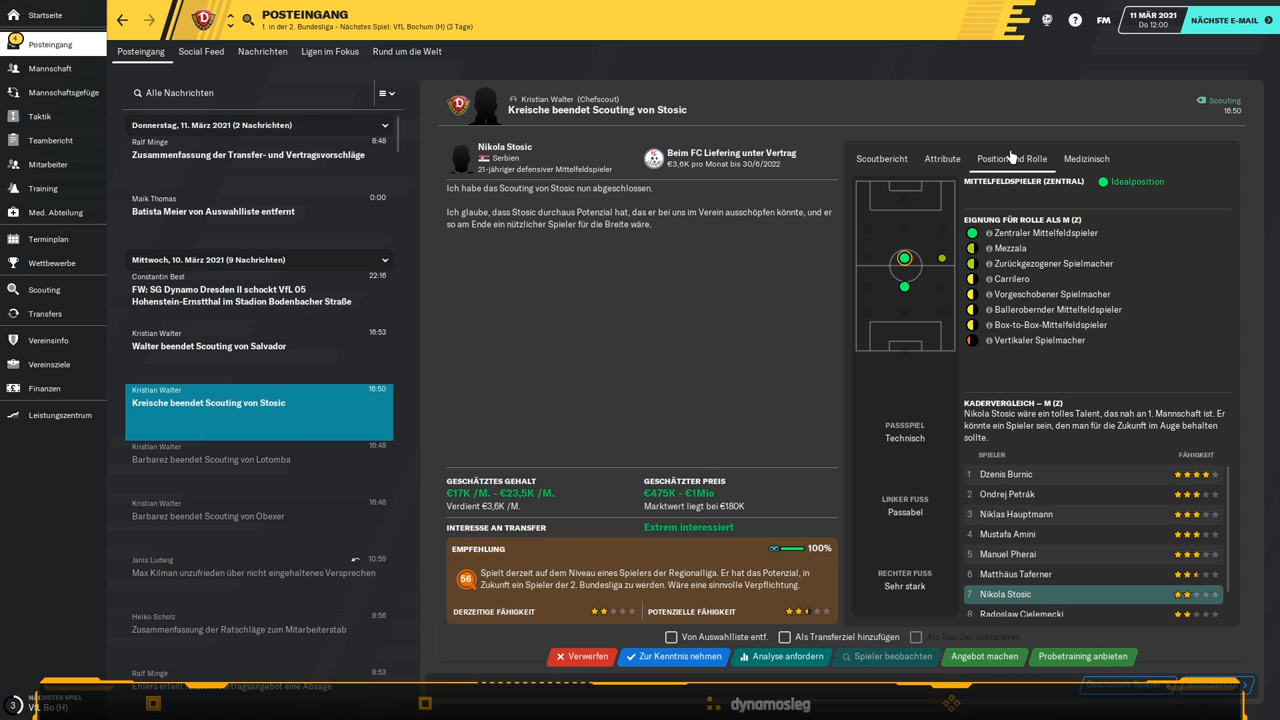 Startseite
4
Posteingang
Mannschaft
Mannschaftsgefüge
Taktik
Teambericht
Mitarbeiter
Training
Med. Abteilung
Terminplan
Wettbewerbe
Scouting
Transfers
Vereinsinfo
Vereinsziele
Finanzen
Leistungszentrum
POSTEINGANG
1. in der 2. Bundesliga - Nächstes Spiel: VfL Bochum (H) (3 Tage)
FM
11 MÄR 2021
Do 12:00
NÄCHSTE E-MAIL
Posteingang
Social Feed
Nachrichten
Ligen im Fokus
Rund um die Welt
Alle Nachrichten
Donnerstag, 11. März 2021 (2 Nachrichten)
Ralf Minge
8:48
Zusammenfassung der Transfer- und Vertragsvorschläge
Maik Thomas
0:00
Batista Meier von Auswahlliste entfernt
Mittwoch, 10. März 2021 (9 Nachrichten)
Constantin Best
22:16
FW: SG Dynamo Dresden II schockt VfL 05
Hohenstein-Ernstthal im Stadion Bodenbacher Straße
Kristian Walter
16:53
Walter beendet Scouting von Salvador
Kristian Walter
16:50
Kreische beendet Scouting von Stosic
Kristian Walter
16:48
Barbarez beendet Scouting von Lotomba
Kristian Walter
16:48
Barbarez beendet Scouting von Obexer
Janis Ludwig
10:59
Max Kilman unzufrieden über nicht eingehaltenes Versprechen
Heiko Scholz
8:56
Zusammenfassung der Ratschläge zum Mitarbeiterstab
Ralf Minge
8:53
Kristian Walter (Chefscout)
Kreische beendet Scouting von Stosic
Scouting
16:50
Nikola Stosic
Serbien
21-jähriger defensiver Mittelfeldspieler
Beim FC Liefering unter Vertrag
€3,6K pro Monat bis 30/6/2022
Ich habe das Scouting von Stosic nun abgeschlossen.
Ich glaube, dass Stosic durchaus Potenzial hat, das er bei uns im Verein ausschöpfen könnte, und er
so am Ende ein nützlicher Spieler für die Breite wäre.
GESCHÄTZTES GEHALT
€17K /M. - €23,5K /M.
Verdient €3,6K /M.
GESCHÄTZTER PREIS
€475K - €1Mio
Marktwert liegt bei €180K
INTERESSE AN TRANSFER
Extrem interessiert
EMPFEHLUNG
100%
56
Spielt derzeit auf dem Niveau eines Spielers der Regionalliga. Er hat das Potenzial, in
Zukunft ein Spieler der 2. Bundesliga zu werden. Wäre eine sinnvolle Verpflichtung.
DERZEITIGE FÄHIGKEIT
POTENZIELLE FÄHIGKEIT
Scoutbericht
Attribute
Position und Rolle
Medizinisch
MITTELFELDSPIELER (ZENTRAL)
Idealposition
EIGNUNG FÜR ROLLE ALS M (Z)
Zentraler Mittelfeldspieler
Mezzala
Zurückgezogener Spielmacher
Carrilero
Vorgeschobener Spielmacher
Ballerobernder Mittelfeldspieler
Box-to-Box-Mittelfeldspieler
Vertikaler Spielmacher
PASSSPIEL
Technisch
LINKER FUSS
Passabel
RECHTER FUSS
Sehr stark
KADERVERGLEICH – M (Z)
Nikola Stosic wäre ein tolles Talent, das nah an 1. Mannschaft ist. Er
könnte ein Spieler sein, den man für die Zukunft im Auge behalten
sollte.
SPIELER
FÄHIGKEIT
1 Dzenis Burnic
2 Ondrej Petrák
3 Niklas Hauptmann
4 Mustafa Amini
5 Manuel Pherai
6 Matthäus Taferner
7 Nikola Stosic
8 Radoslaw Cielemecki
Von Auswahlliste entf.
Als Transferziel hinzufügen
Als Top-Ziel deklarieren
Verwerfen
Zur Kenntnis nehmen
Analyse anfordern
Spieler beobachten
Angebot machen
Probetraining anbieten
3
NÄCHSTES SPIEL
VfL Bo (H)
dynamosleg